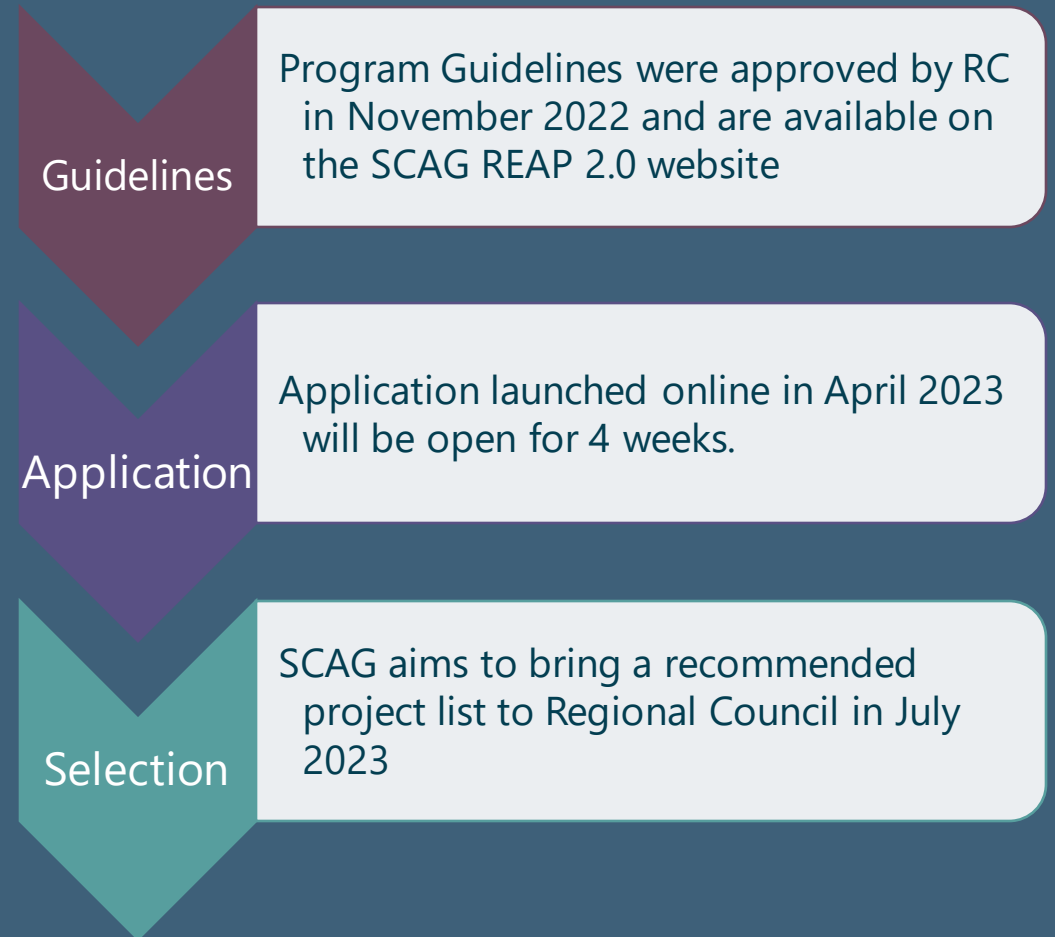 Guidelines
Program Guidelines were approved by RC
in November 2022 and are available on
the SCAG REAP 2.0 website
Application
Application launched online in April 2023
will be open for 4 weeks.
Selection
SCAG aims to bring a recommended
project list to Regional Council in July
2023